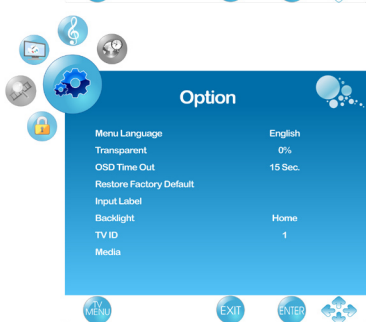 Option
Menu Language English
Transparent 0%
OSD Time Out 15 Sec.
Restore Factory Default
Input Label
Backlight Home
TV ID 1
Media
TV
MENU
EXIT
ENTER